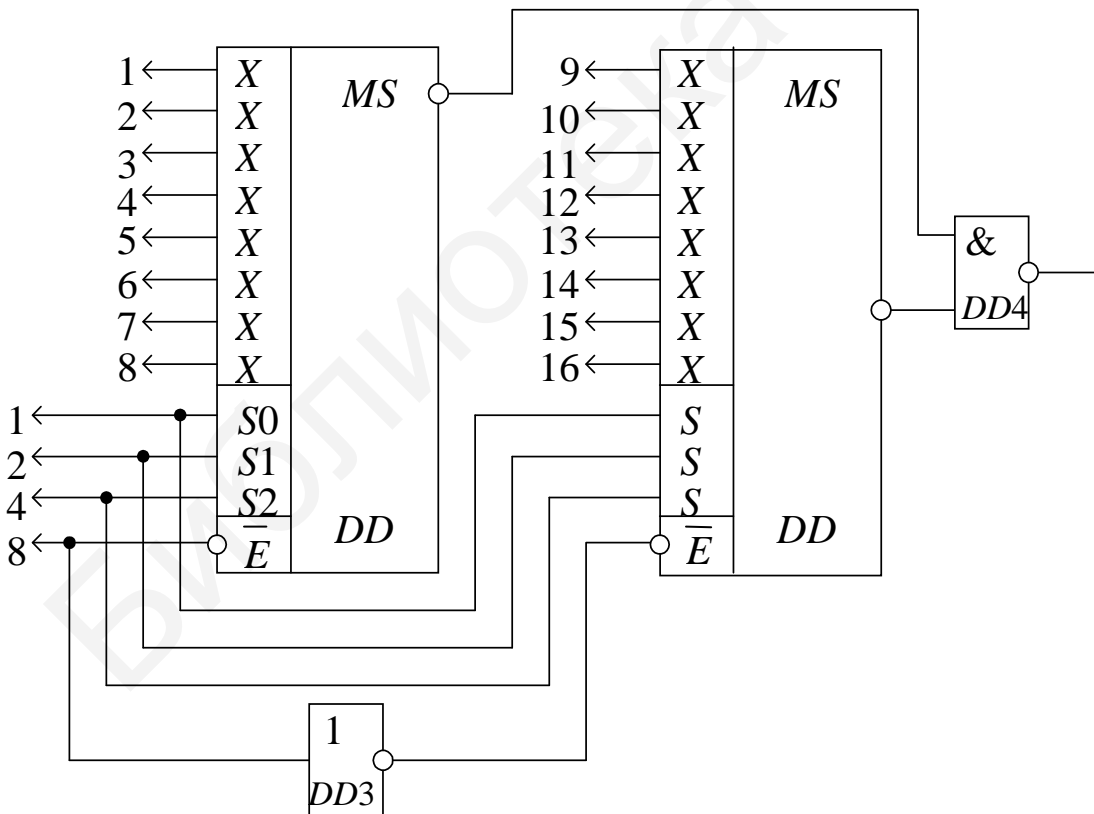 1 X MS 9 X MS
2 X 10 X
3 X 11 X
4 X 12 X
5 X 13 X &
6 X 14 X
7 X 15 X DD4
8 X 16 X
1 S0 S
2 S1 S
4 S2 S
8 E̅ DD E̅ DD
1
DD3
Библиотека